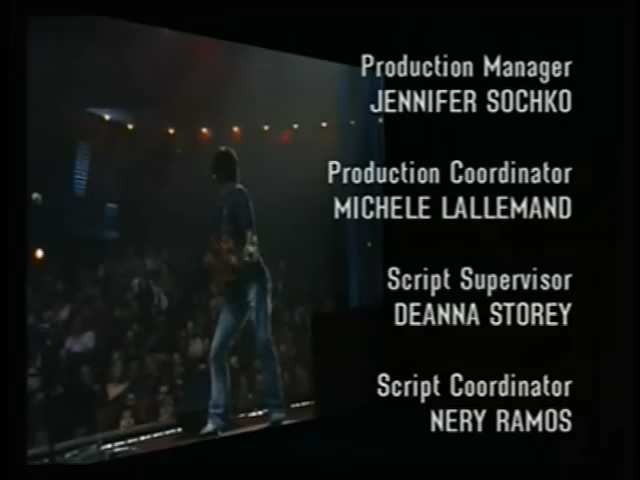 Production Manager
JENNIFER SOCHKO
Production Coordinator
MICHELE LALLEMAND
Script Supervisor
DEANNA STOREY
Script Coordinator
NERY RAMOS